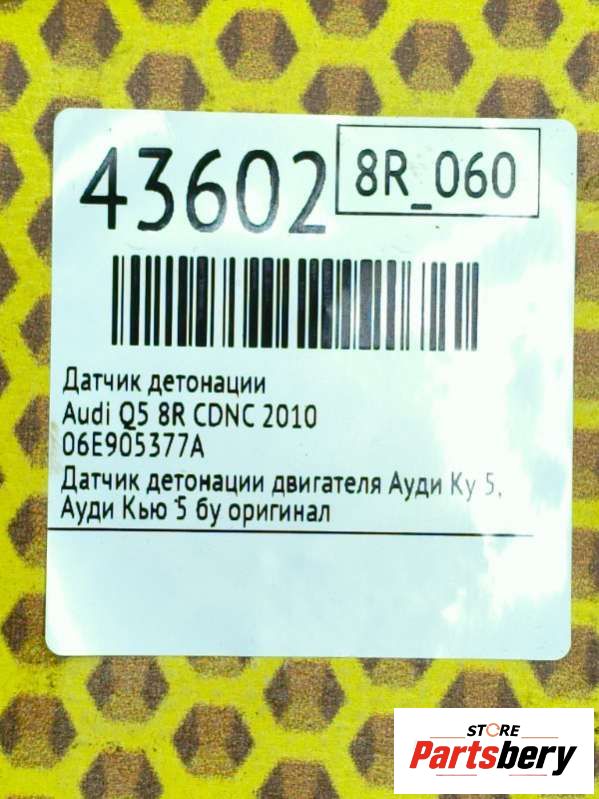 43602
8R_060
Датчик детонации
Audi Q5 8R CDNC 2010
06E905377A
Датчик детонации двигателя Ауди Ку 5,
Ауди Кью 5 бу оригинал
STORE
Partsbery